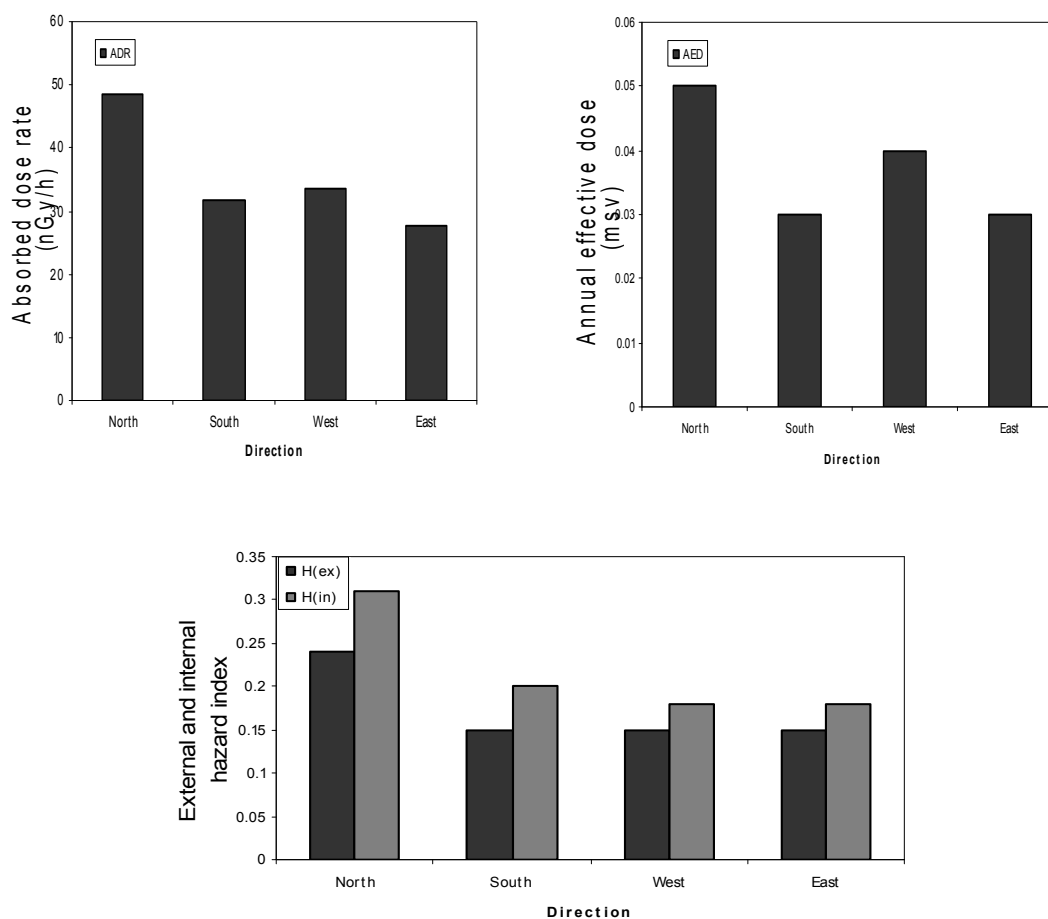 60
50
40
30
20
10
0
ADR
Absorbed dose rate
(nG y/h)
North South West East
Direction
0.06
0.05
0.04
0.03
0.02
0.01
0
AED
Annual effective dose
(m s v)
North South West East
Direction
0.35
0.3
0.25
0.2
0.15
0.1
0.05
0
H(ex)
H(in)
External and internal
hazard index
North South West East
Direction